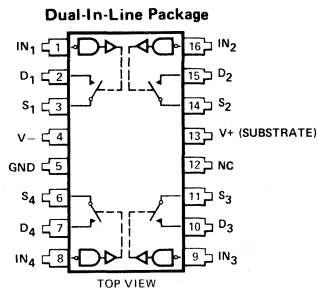 Dual-In-Line Package
IN1 1 16 IN2
D1 2 15 D2
S1 3 14 S2
V− 4 13 V+ (SUBSTRATE)
GND 5 12 NC
S4 6 11 S3
D4 7 10 D3
IN4 8 9 IN3
TOP VIEW